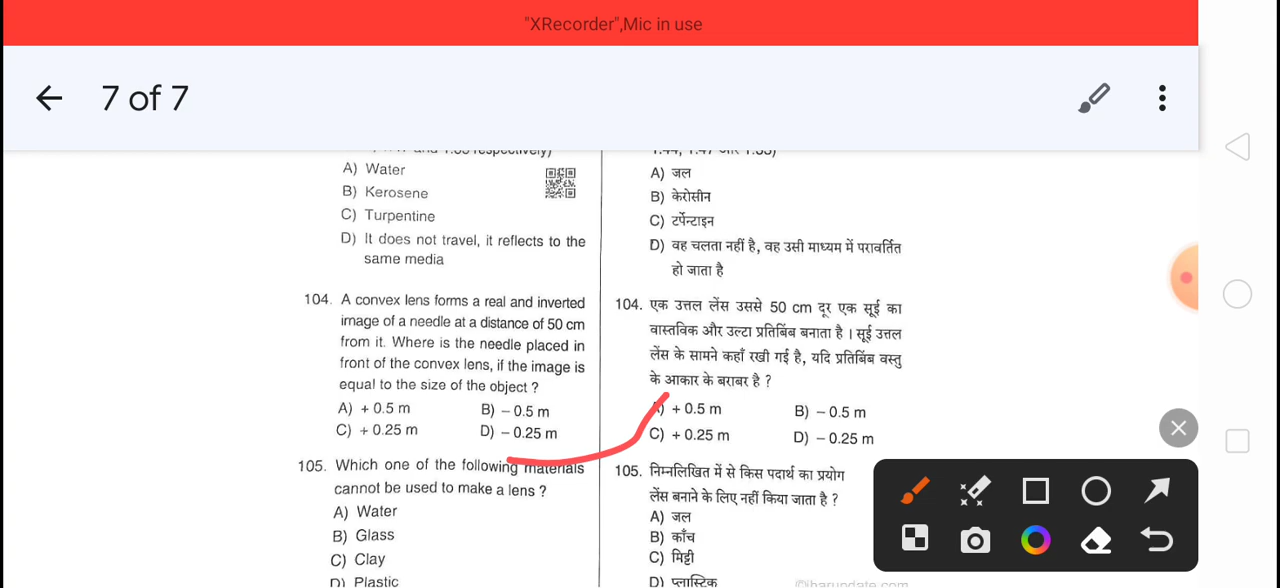 "XRecorder",Mic in use
7 of 7
respectively)
A) Water
B) Kerosene
C) Turpentine
D) It does not travel, it reflects to the
same media
104. A convex lens forms a real and inverted
image of a needle at a distance of 50 cm
from it. Where is the needle placed in
front of the convex lens, if the image is
equal to the size of the object ?
A) + 0.5 m B) – 0.5 m
C) + 0.25 m D) – 0.25 m
105. Which one of the following materials
cannot be used to make a lens ?
A) Water
B) Glass
C) Clay
D) Plastic
A) जल
B) केरोसीन
C) टर्पेन्टाइन
D) वह चलता नहीं है, वह उसी माध्यम में परावर्तित
हो जाता है
104. एक उत्तल लेंस उससे 50 cm दूर एक सूई का
वास्तविक और उल्टा प्रतिबिंब बनाता है । सूई उत्तल
लेंस के सामने कहाँ रखी गई है, यदि प्रतिबिंब वस्तु
के आकार के बराबर है ?
A) + 0.5 m B) – 0.5 m
C) + 0.25 m D) – 0.25 m
105. निम्नलिखित में से किस पदार्थ का प्रयोग
लेंस बनाने के लिए नहीं किया जाता है ?
A) जल
B) काँच
C) मिट्टी
D) प्लास्टिक